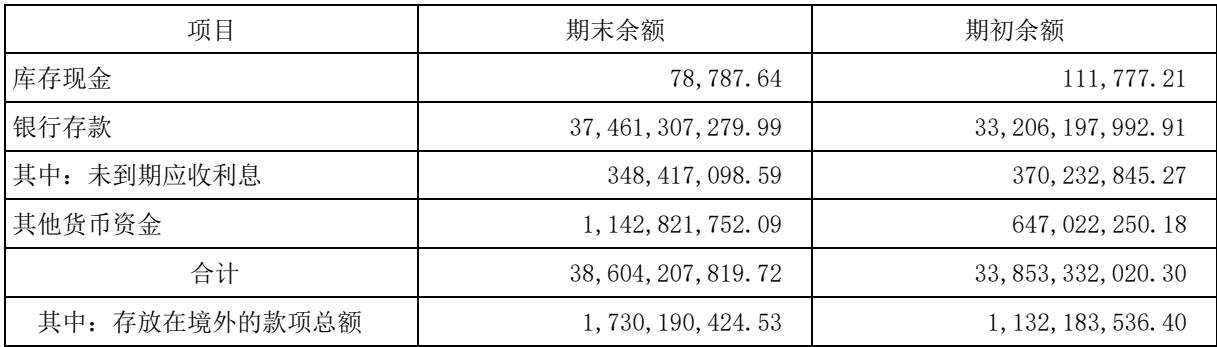 项目 期末余额 期初余额
库存现金 78,787.64 111,777.21
银行存款 37,461,307,279.99 33,206,197,992.91
其中：未到期应收利息 348,417,098.59 370,232,845.27
其他货币资金 1,142,821,752.09 647,022,250.18
合计 38,604,207,819.72 33,853,332,020.30
其中：存放在境外的款项总额 1,730,190,424.53 1,132,183,536.40